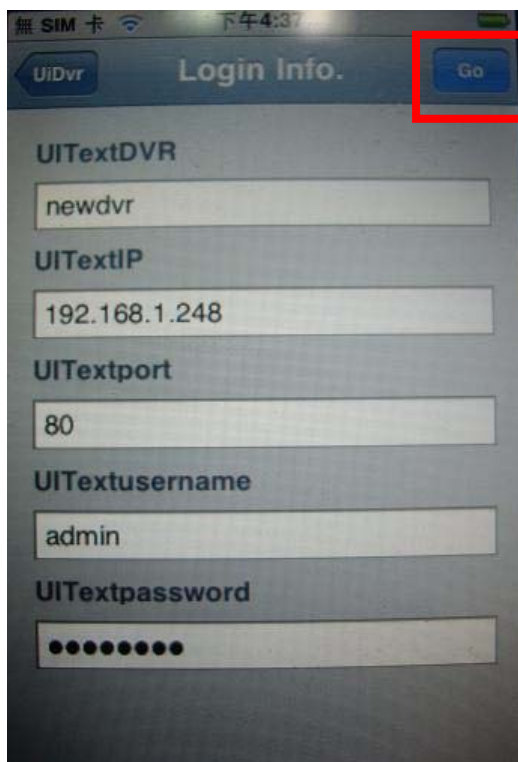 無 SIM 卡 下午4:37
UiDvr Login Info. Go
UITextDVR
newdvr
UITextIP
192.168.1.248
UITextport
80
UITextusername
admin
UITextpassword
●●●●●●●●